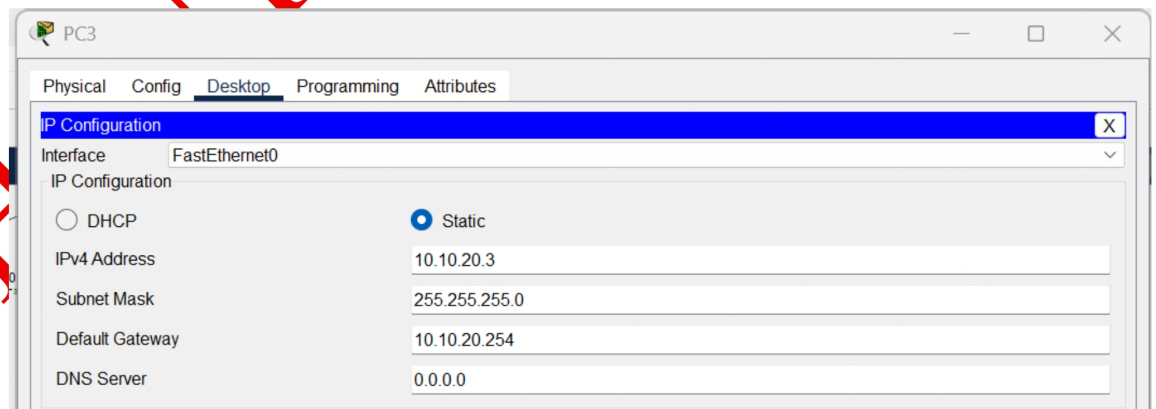 PC3
Physical Config Desktop Programming Attributes
IP Configuration
X
Interface FastEthernet0
IP Configuration
DHCP Static
IPv4 Address 10.10.20.3
Subnet Mask 255.255.255.0
Default Gateway 10.10.20.254
DNS Server 0.0.0.0